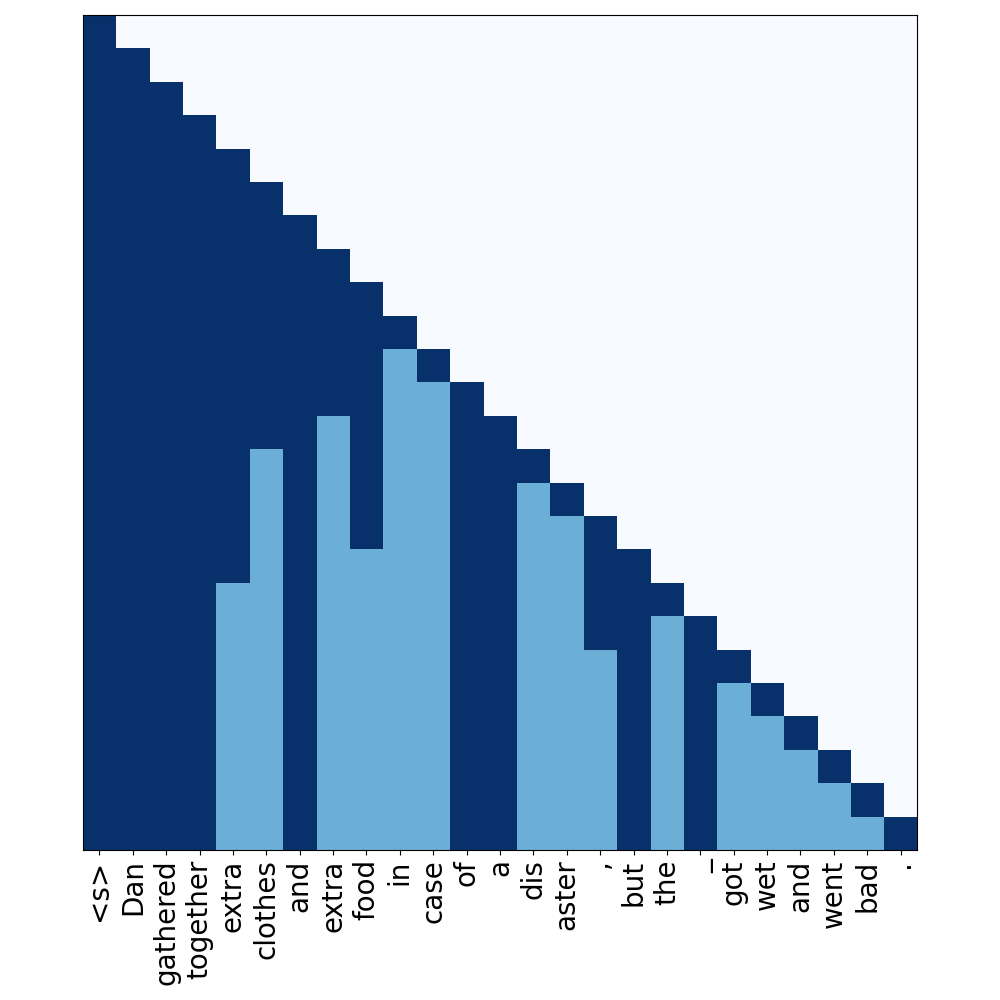 <s>
Dan
gathered
together
extra
clothes
and
extra
food
in
case
of
a
dis
aster
,
but
the
_
got
wet
and
went
bad
.